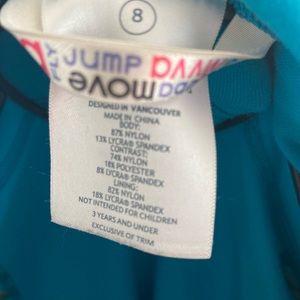 8
FLY JUMP
move
DESIGNED IN VANCOUVER
MADE IN CHINA
BODY:
87% NYLON
13% LYCRA® SPANDEX
CONTRAST:
74% NYLON
18% POLYESTER
8% LYCRA® SPANDEX
LINING:
82% NYLON
18% LYCRA® SPANDEX
NOT INTENDED FOR CHILDREN
3 YEARS AND UNDER
EXCLUSIVE OF TRIM